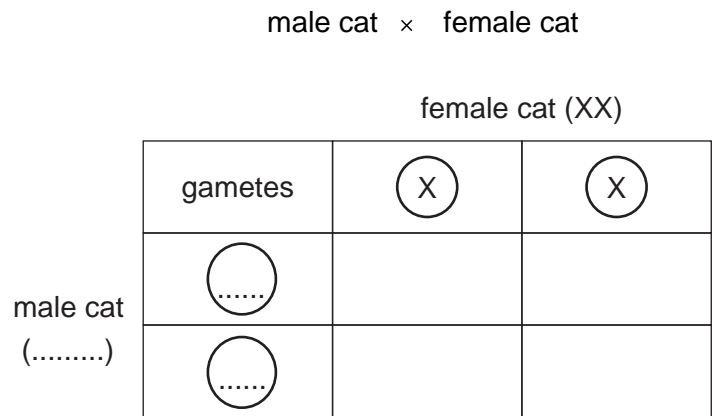 male cat × female cat
female cat (XX)
gametes X X
......
male cat
(.........)
......